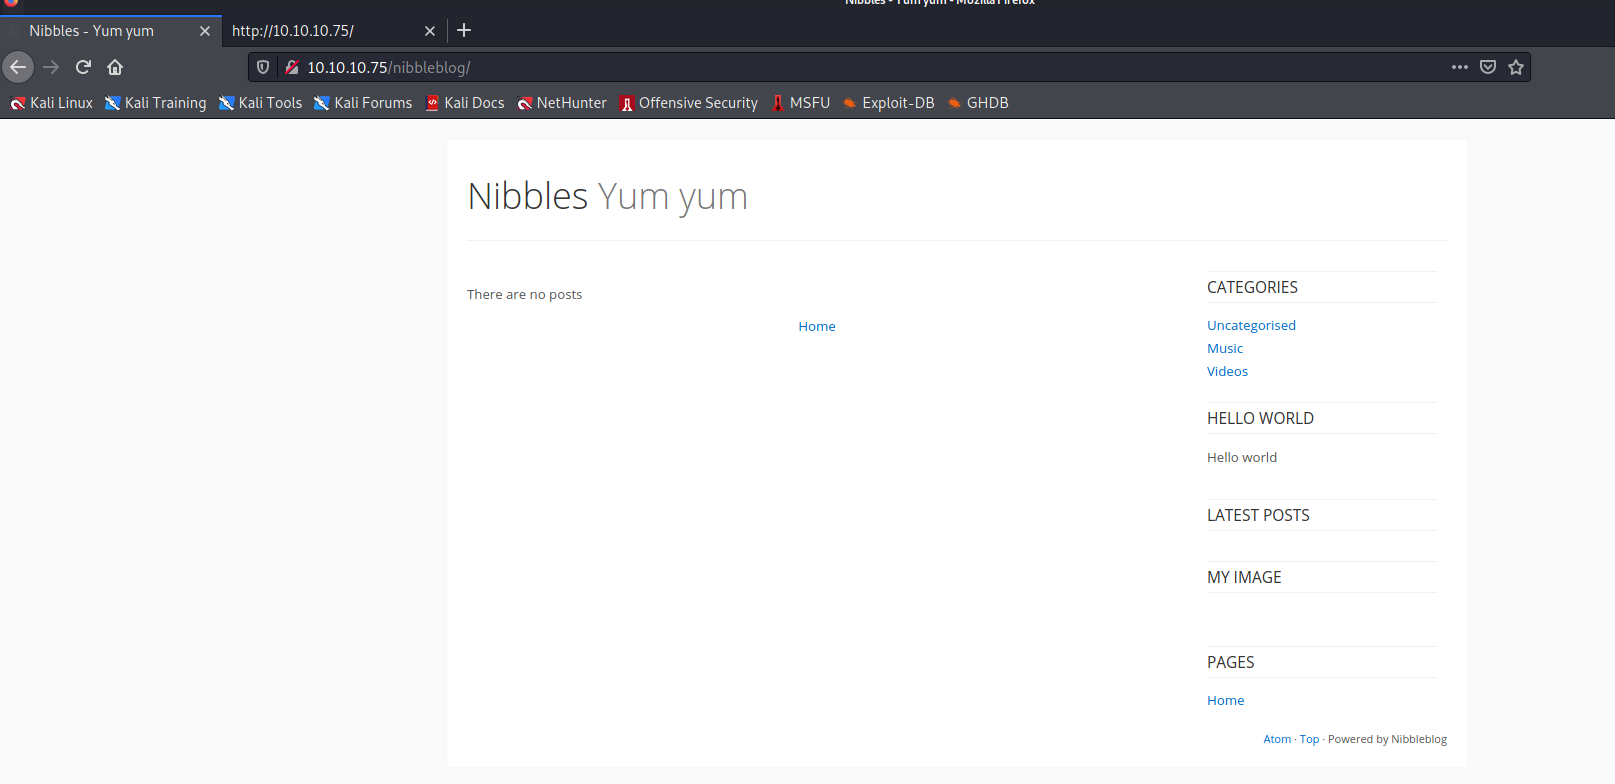 Nibbles - Yum yum - Mozilla Firefox
Nibbles - Yum yum http://10.10.10.75/
10.10.10.75/nibbleblog/
Kali Linux Kali Training Kali Tools Kali Forums Kali Docs NetHunter Offensive Security MSFU Exploit-DB GHDB
Nibbles Yum yum
There are no posts
Home
CATEGORIES
Uncategorised
Music
Videos
HELLO WORLD
Hello world
LATEST POSTS
MY IMAGE
PAGES
Home
Atom · Top · Powered by Nibbleblog